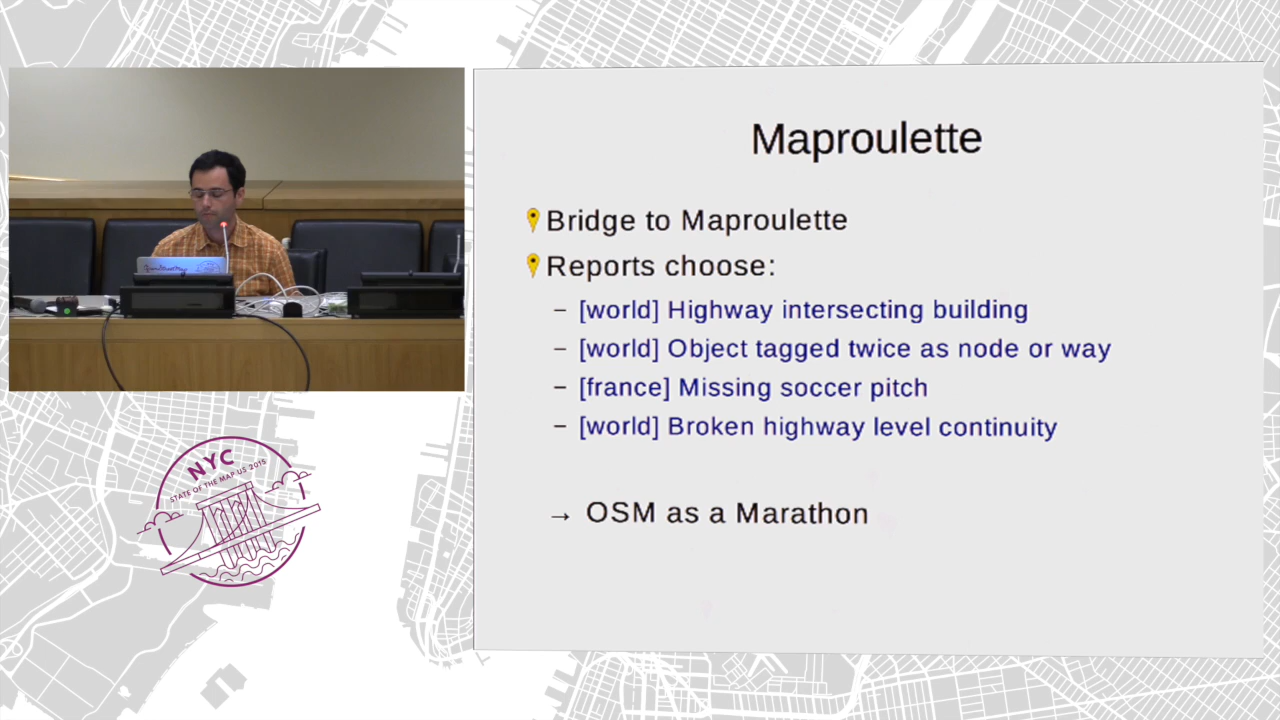 Maproulette
Bridge to Maproulette
Reports choose:
– [world] Highway intersecting building
– [world] Object tagged twice as node or way
– [france] Missing soccer pitch
– [world] Broken highway level continuity
→ OSM as a Marathon
NYC
STATE OF THE MAP US 2015